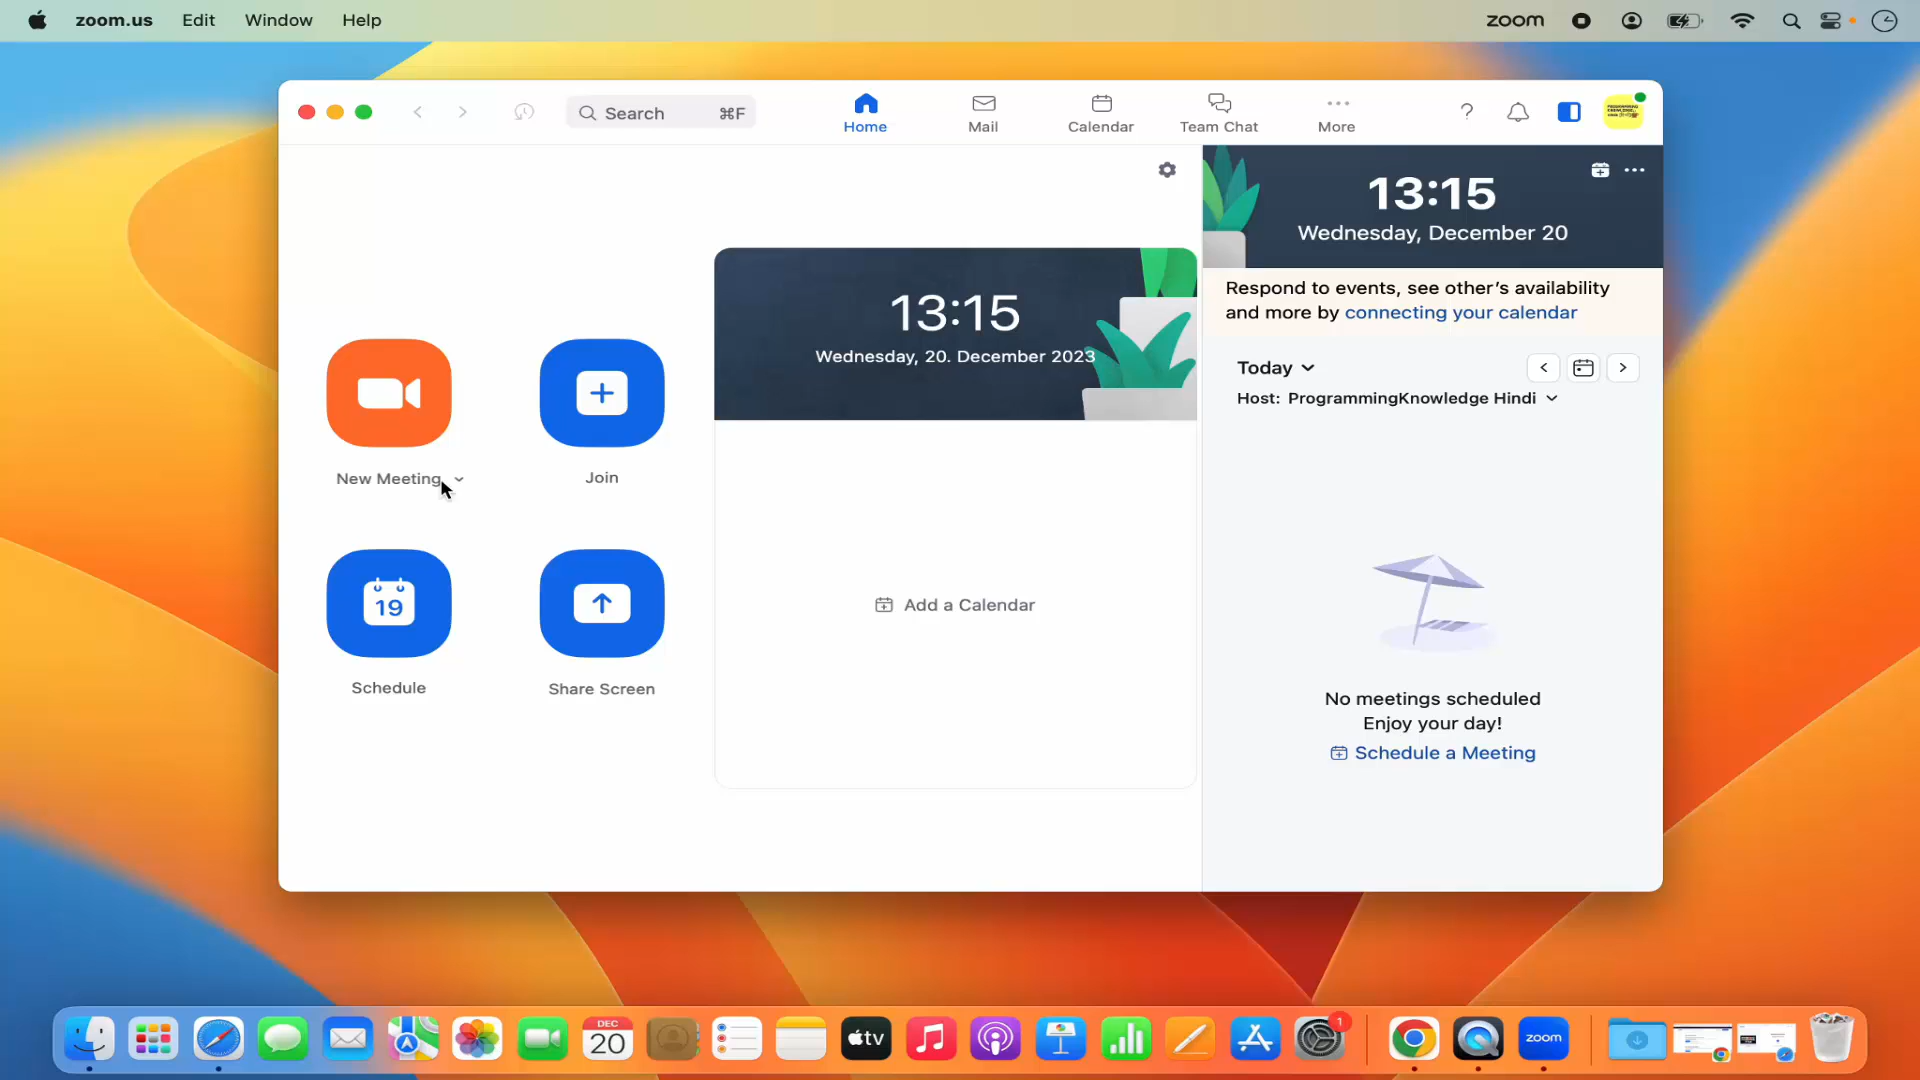 zoom.us Edit Window Help
zoom
Search ⌘F
Home Mail Calendar Team Chat More
13:15
Wednesday, December 20
Respond to events, see other's availability
and more by connecting your calendar
13:15
Wednesday, 20. December 2023
Today
Host: ProgrammingKnowledge Hindi
New Meeting Join
19
Schedule Share Screen
Add a Calendar
No meetings scheduled
Enjoy your day!
Schedule a Meeting
DEC
20
tv
1
zoom